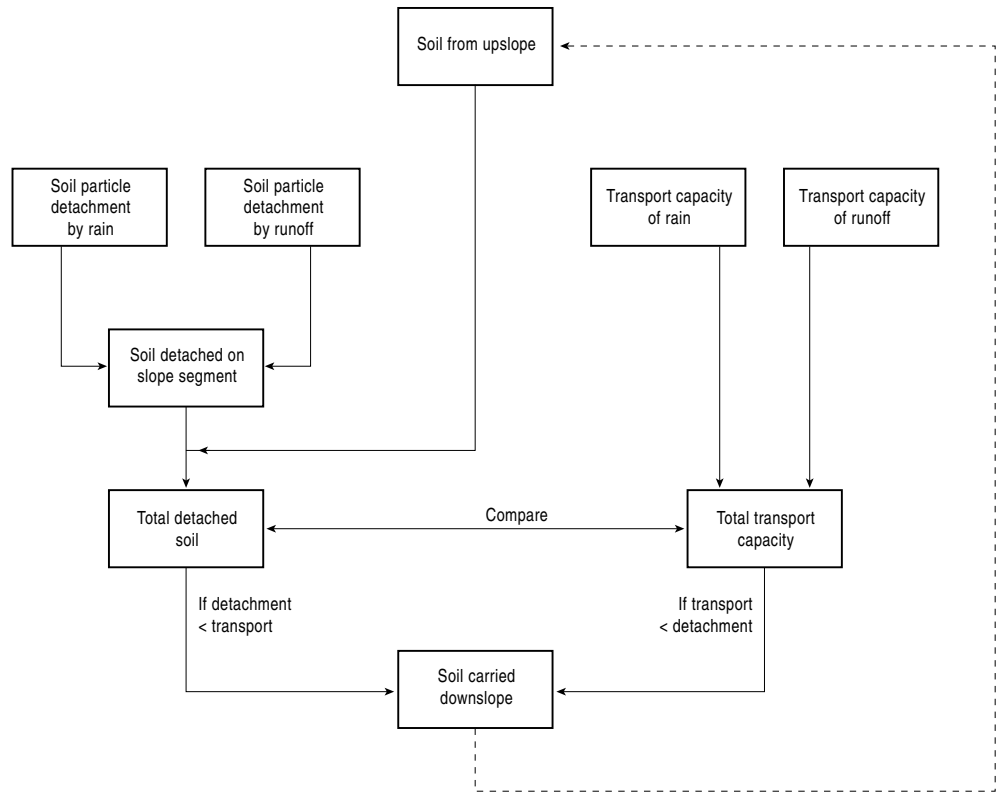 Soil from upslope
Soil particle
detachment
by rain
Soil particle
detachment
by runoff
Transport capacity
of rain
Transport capacity
of runoff
Soil detached on
slope segment
Total detached
soil
Compare
Total transport
capacity
If detachment
< transport
If transport
< detachment
Soil carried
downslope